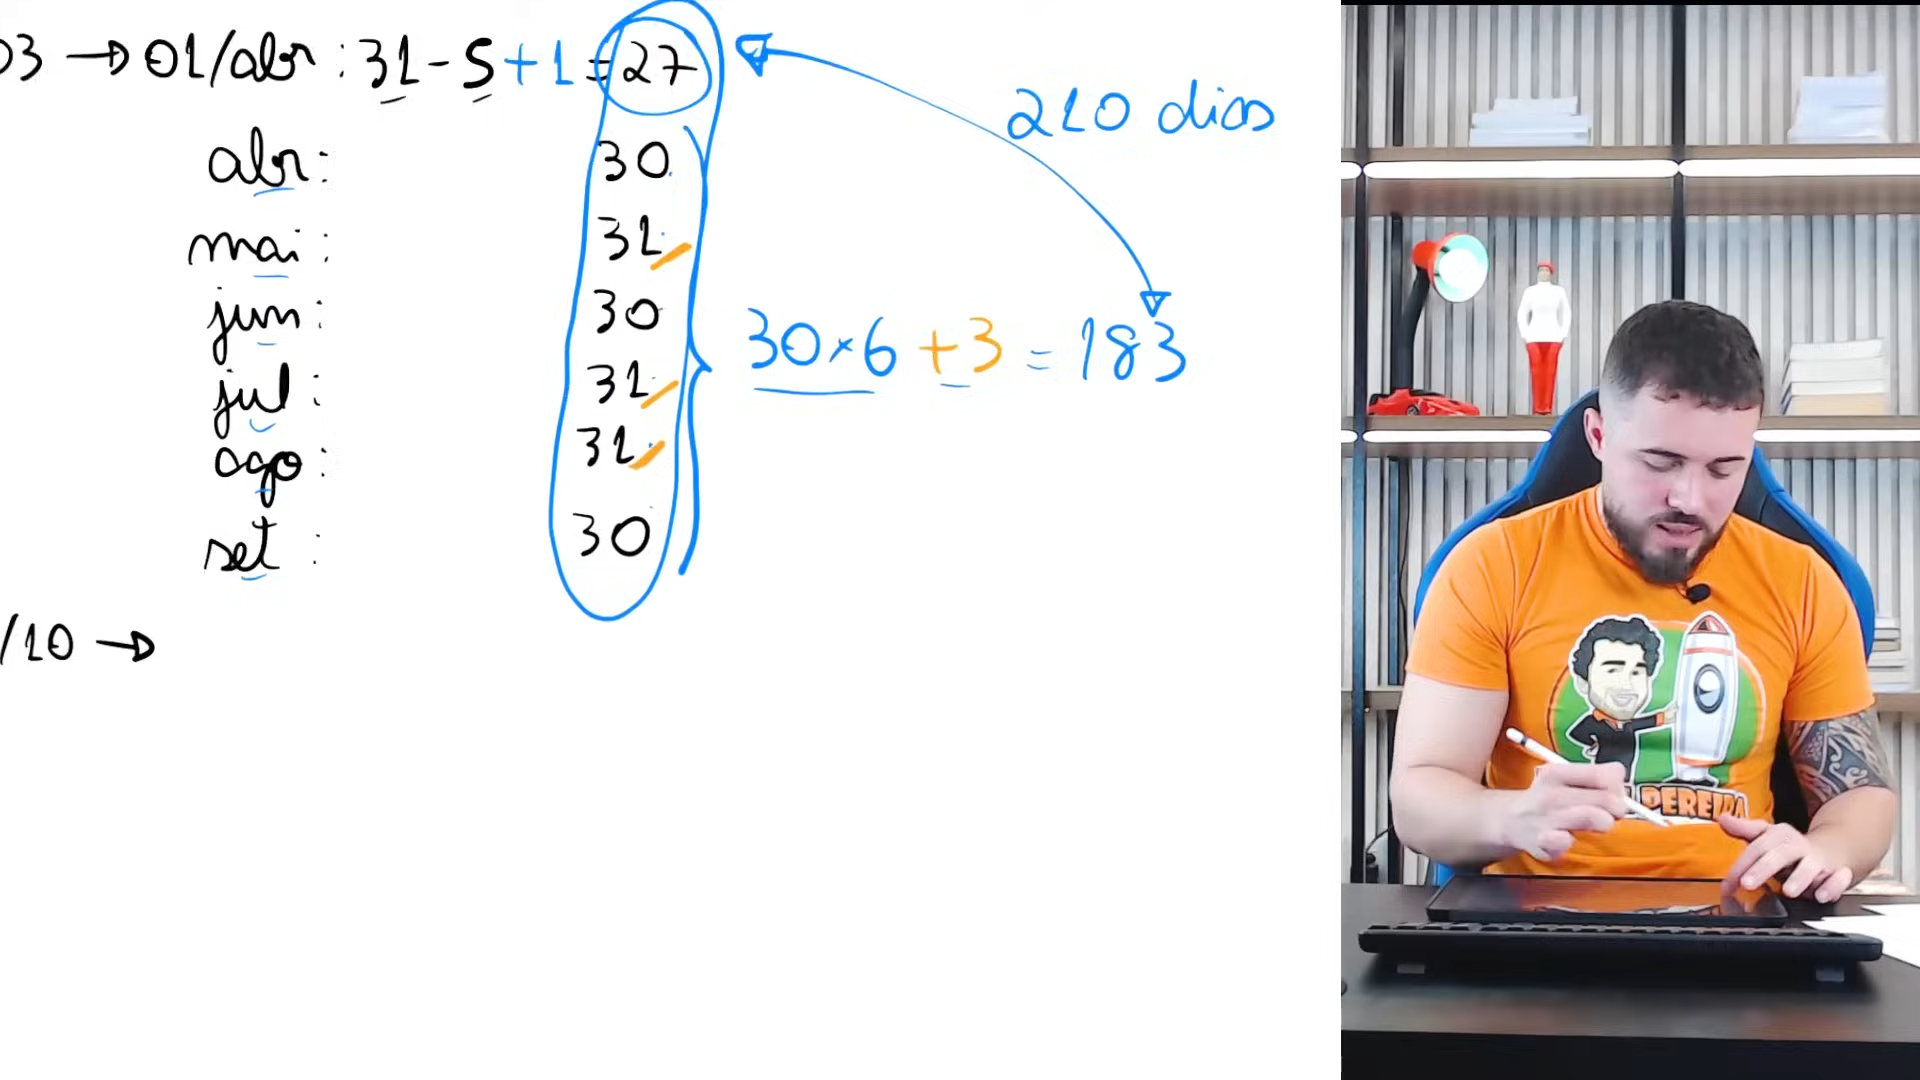 03 → 01/abr : 31 - 5 + 1 = 27
210 dias
abr: 30
mai: 31
jun: 30
30×6 + 3 = 183
jul: 31
ago: 31
set: 30
/10 →
PEREIRA